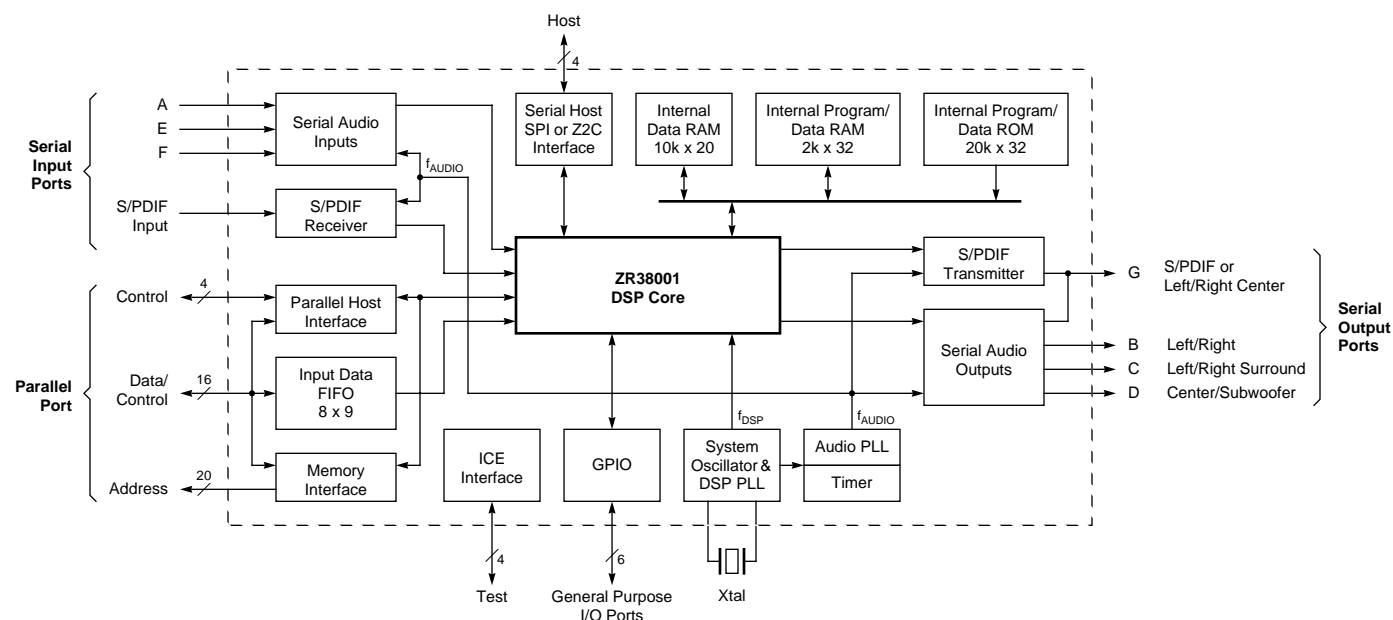 Host
4
A
E
F
Serial
Input
Ports
S/PDIF
Input
Serial Audio
Inputs
fAUDIO
S/PDIF
Receiver
Serial Host
SPI or Z2C
Interface
Internal
Data RAM
10k x 20
Internal Program/
Data RAM
2k x 32
Internal Program/
Data ROM
20k x 32
ZR38001
DSP Core
S/PDIF
Transmitter
G
S/PDIF or
Left/Right Center
Serial Audio
Outputs
B
Left/Right
C
Left/Right Surround
D
Center/Subwoofer
Serial
Output
Ports
Parallel
Port
Control
4
Data/
Control
16
Address
20
Parallel Host
Interface
Input Data
FIFO
8 x 9
Memory
Interface
ICE
Interface
GPIO
fDSP
System
Oscillator &
DSP PLL
fAUDIO
Audio PLL
Timer
4
Test
6
General Purpose
I/O Ports
Xtal